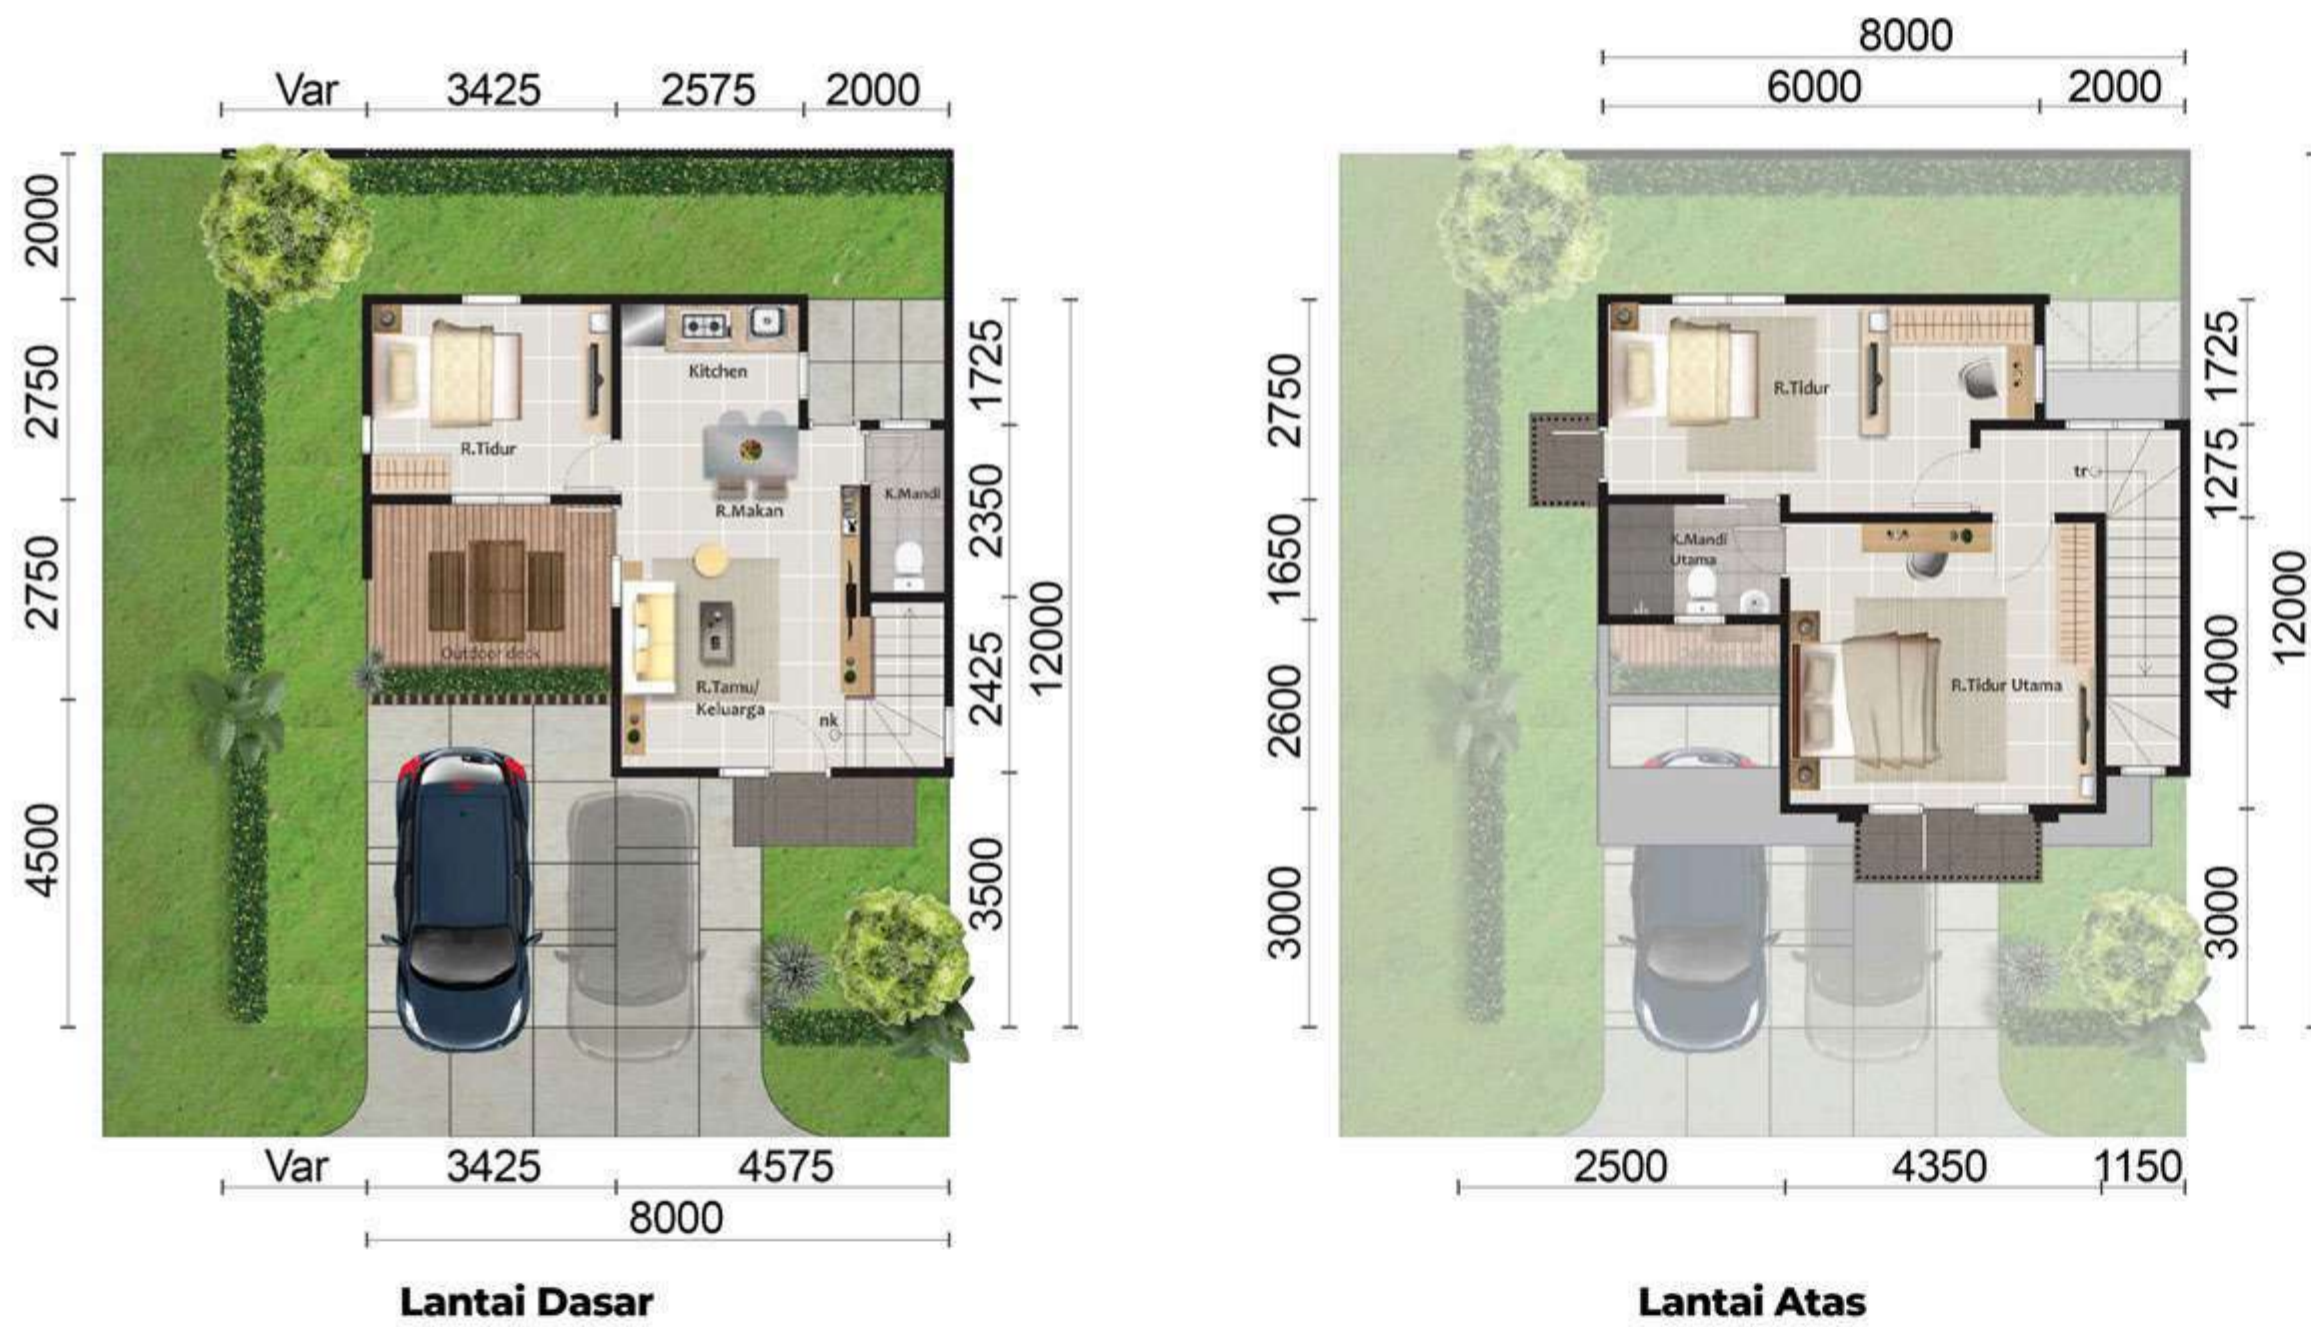 Var 3425 2575 2000
2000
2750
2750
4500
Kitchen
R.Tidur
R.Makan
K.Mandi
Outdoor deck
R.Tamu/
Keluarga
nk
1725
2350
2425
3500
12000
Var 3425 4575
8000
Lantai Dasar
8000
6000 2000
2750
1650
2600
3000
R.Tidur
tr
K.Mandi
Utama
R.Tidur Utama
1725
1275
4000
3000
12000
2500 4350 1150
Lantai Atas